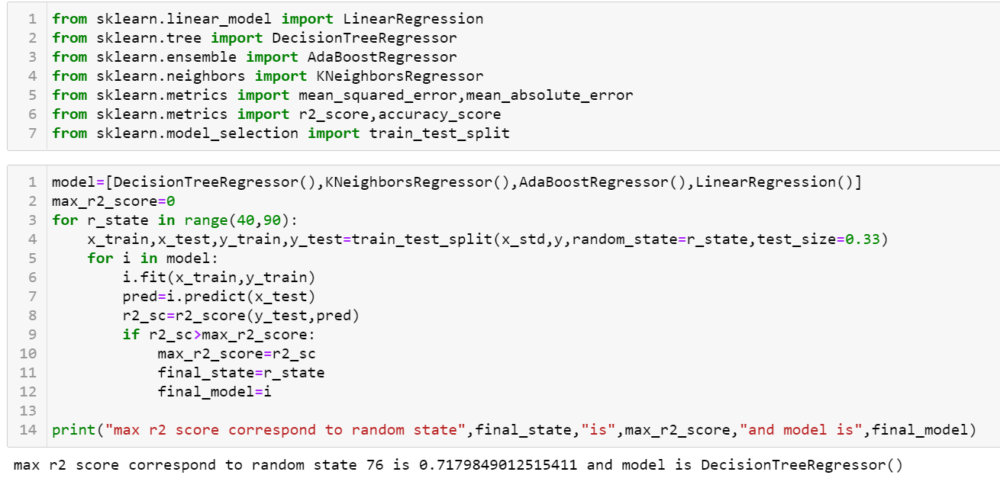 1 from sklearn.linear_model import LinearRegression
2 from sklearn.tree import DecisionTreeRegressor
3 from sklearn.ensemble import AdaBoostRegressor
4 from sklearn.neighbors import KNeighborsRegressor
5 from sklearn.metrics import mean_squared_error,mean_absolute_error
6 from sklearn.metrics import r2_score,accuracy_score
7 from sklearn.model_selection import train_test_split
1 model=[DecisionTreeRegressor(),KNeighborsRegressor(),AdaBoostRegressor(),LinearRegression()]
2 max_r2_score=0
3 for r_state in range(40,90):
4     x_train,x_test,y_train,y_test=train_test_split(x_std,y,random_state=r_state,test_size=0.33)
5     for i in model:
6         i.fit(x_train,y_train)
7         pred=i.predict(x_test)
8         r2_sc=r2_score(y_test,pred)
9         if r2_sc>max_r2_score:
10             max_r2_score=r2_sc
11             final_state=r_state
12             final_model=i
13
14 print("max r2 score correspond to random state",final_state,"is",max_r2_score,"and model is",final_model)
max r2 score correspond to random state 76 is 0.7179849012515411 and model is DecisionTreeRegressor()